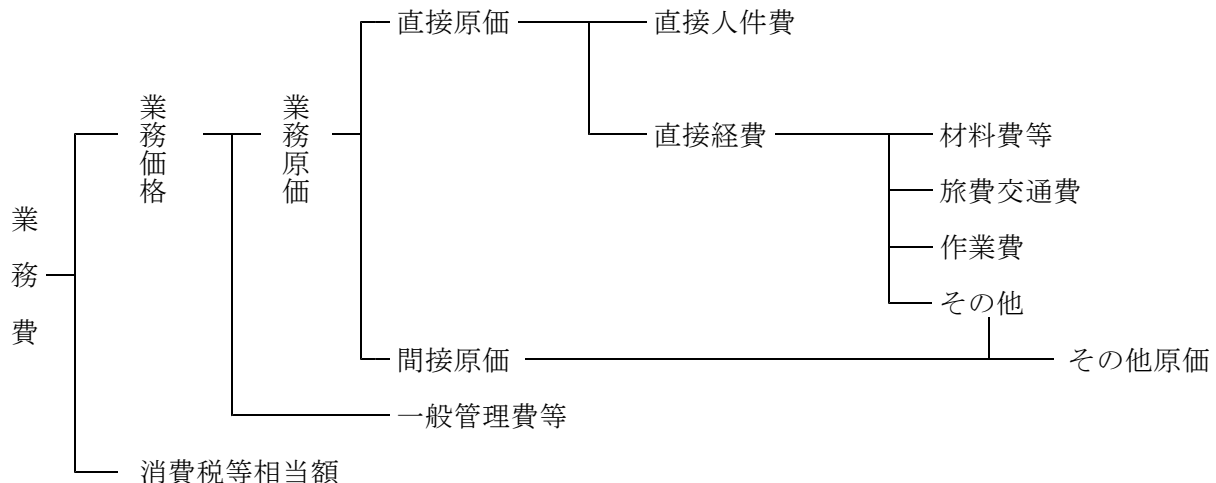 直接原価
直接人件費
業務価格
業務原価
直接経費
材料費等
旅費交通費
業務費
作業費
その他
間接原価
その他原価
一般管理費等
消費税等相当額